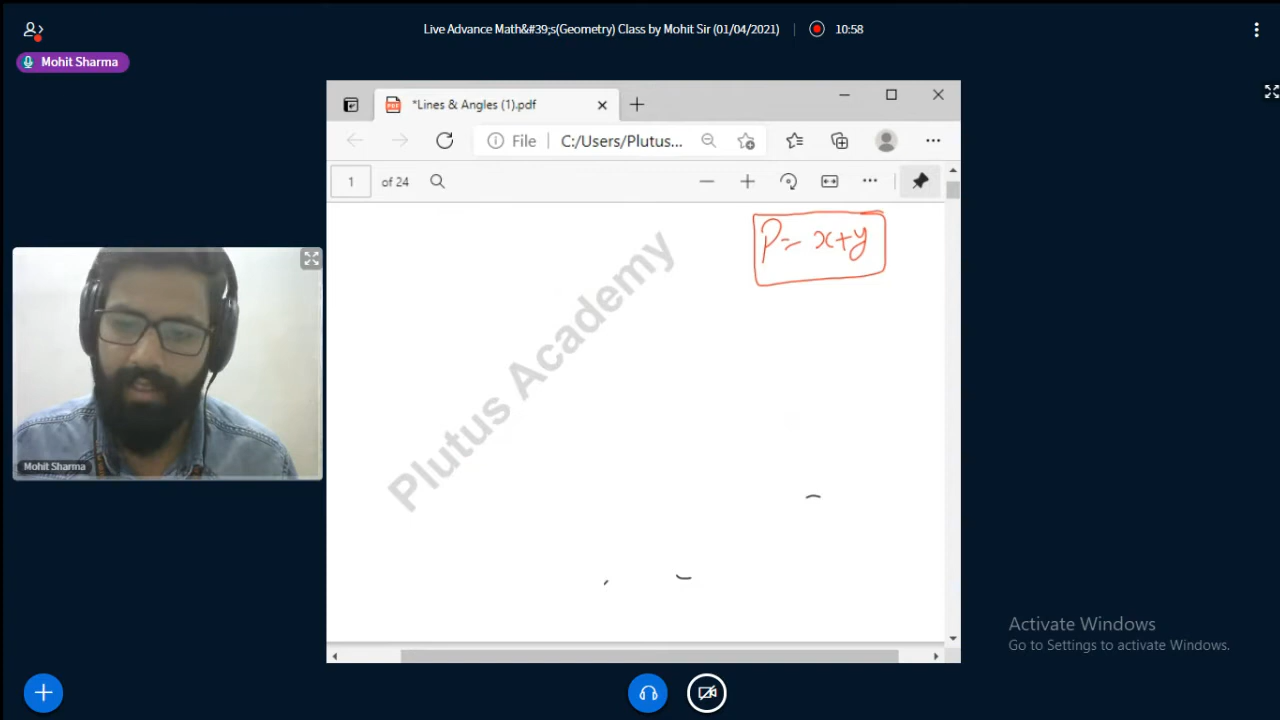 Live Advance Math&#39;s(Geometry) Class by Mohit Sir (01/04/2021)
10:58
Mohit Sharma
*Lines & Angles (1).pdf
File
C:/Users/Plutus...
1
of 24
P= x+y
Plutus Academy
Mohit Sharma
Activate Windows
Go to Settings to activate Windows.